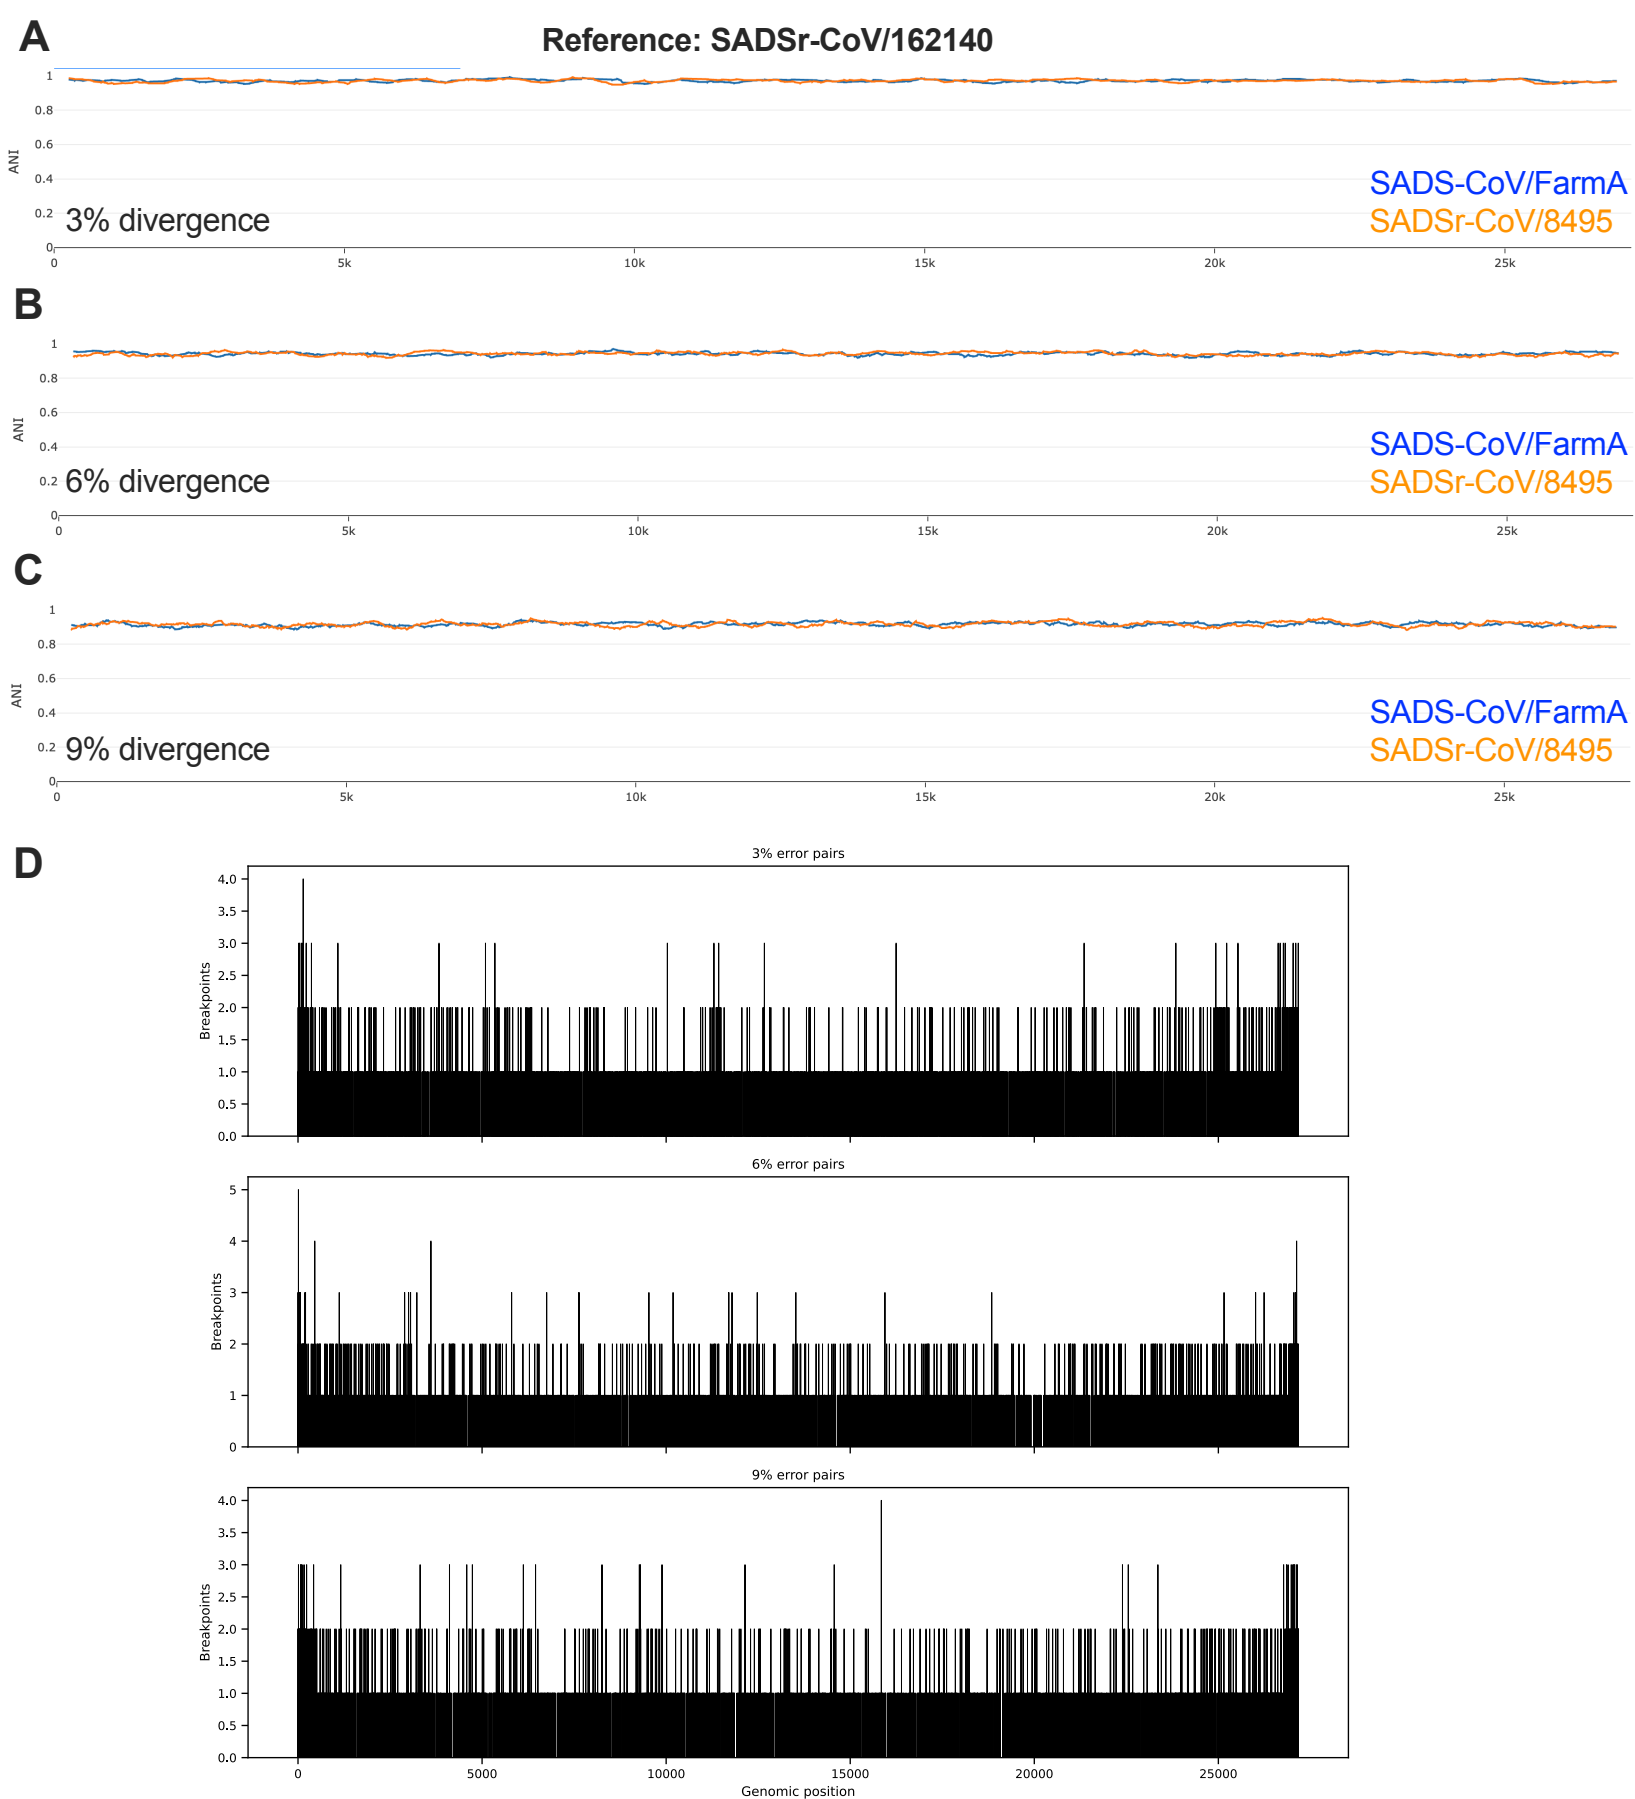 A
Reference: SADSr-CoV/162140
1
0.8
0.6
0.4
0.2
0
ANI
SADS-CoV/FarmA
SADSr-CoV/8495
3% divergence
0 5k 10k 15k 20k 25k
B
1
0.8
0.6
0.4
0.2
0
ANI
SADS-CoV/FarmA
SADSr-CoV/8495
6% divergence
0 5k 10k 15k 20k 25k
C
1
0.8
0.6
0.4
0.2
0
ANI
SADS-CoV/FarmA
SADSr-CoV/8495
9% divergence
0 5k 10k 15k 20k 25k
D
3% error pairs
4.0
3.5
3.0
2.5
2.0
1.5
1.0
0.5
0.0
Breakpoints
6% error pairs
5
4
3
2
1
0
Breakpoints
9% error pairs
4.0
3.5
3.0
2.5
2.0
1.5
1.0
0.5
0.0
Breakpoints
0 5000 10000 15000 20000 25000
Genomic position